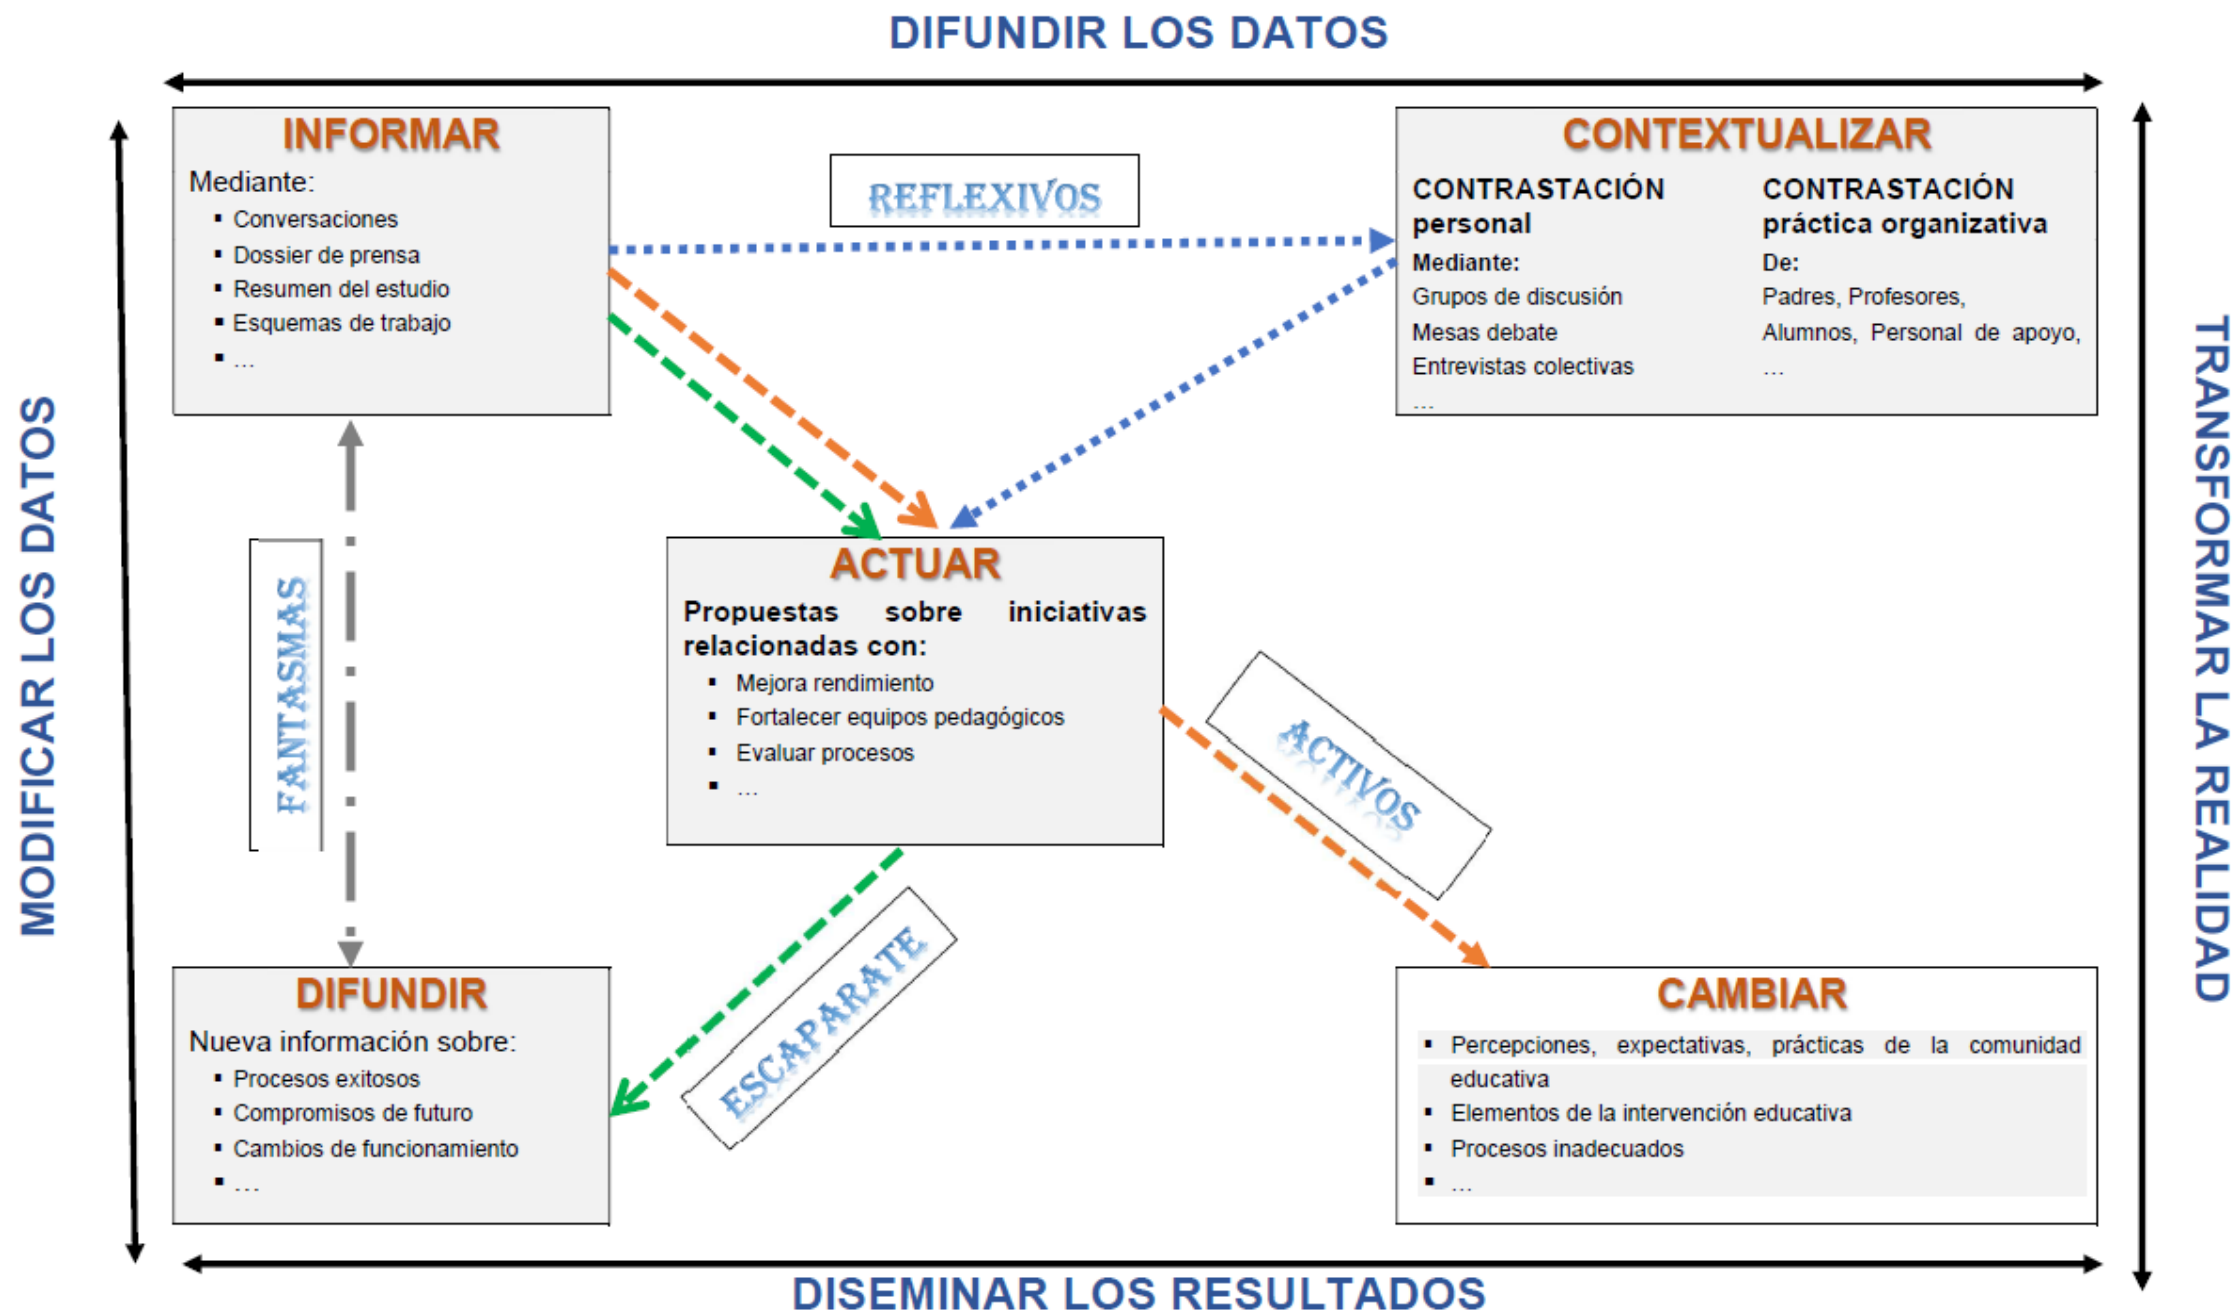 DIFUNDIR LOS DATOS
MODIFICAR LOS DATOS
INFORMAR
Mediante:
▪ Conversaciones
▪ Dossier de prensa
▪ Resumen del estudio
▪ Esquemas de trabajo
▪ ...
REFLEXIVOS
CONTEXTUALIZAR
CONTRASTACIÓN
personal
Mediante:
Grupos de discusión
Mesas debate
Entrevistas colectivas
...
CONTRASTACIÓN
práctica organizativa
De:
Padres, Profesores,
Alumnos, Personal de apoyo,
...
TRANSFORMAR LA REALIDAD
FANTASMAS
ACTUAR
Propuestas sobre iniciativas
relacionadas con:
▪ Mejora rendimiento
▪ Fortalecer equipos pedagógicos
▪ Evaluar procesos
▪ ...
ACTIVOS
ESCAPARATE
DIFUNDIR
Nueva información sobre:
▪ Procesos exitosos
▪ Compromisos de futuro
▪ Cambios de funcionamiento
▪ ...
CAMBIAR
▪ Percepciones, expectativas, prácticas de la comunidad
educativa
▪ Elementos de la intervención educativa
▪ Procesos inadecuados
▪ ...
DISEMINAR LOS RESULTADOS